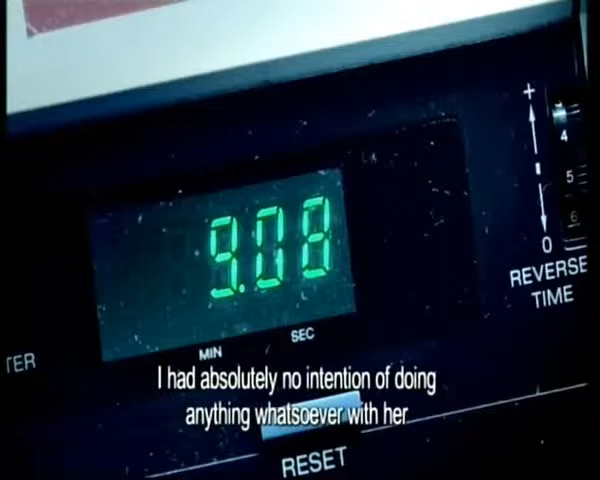 +
4
5
6
0
REVERSE
TIME
9.08
MIN SEC
TER
I had absolutely no intention of doing
anything whatsoever with her
RESET